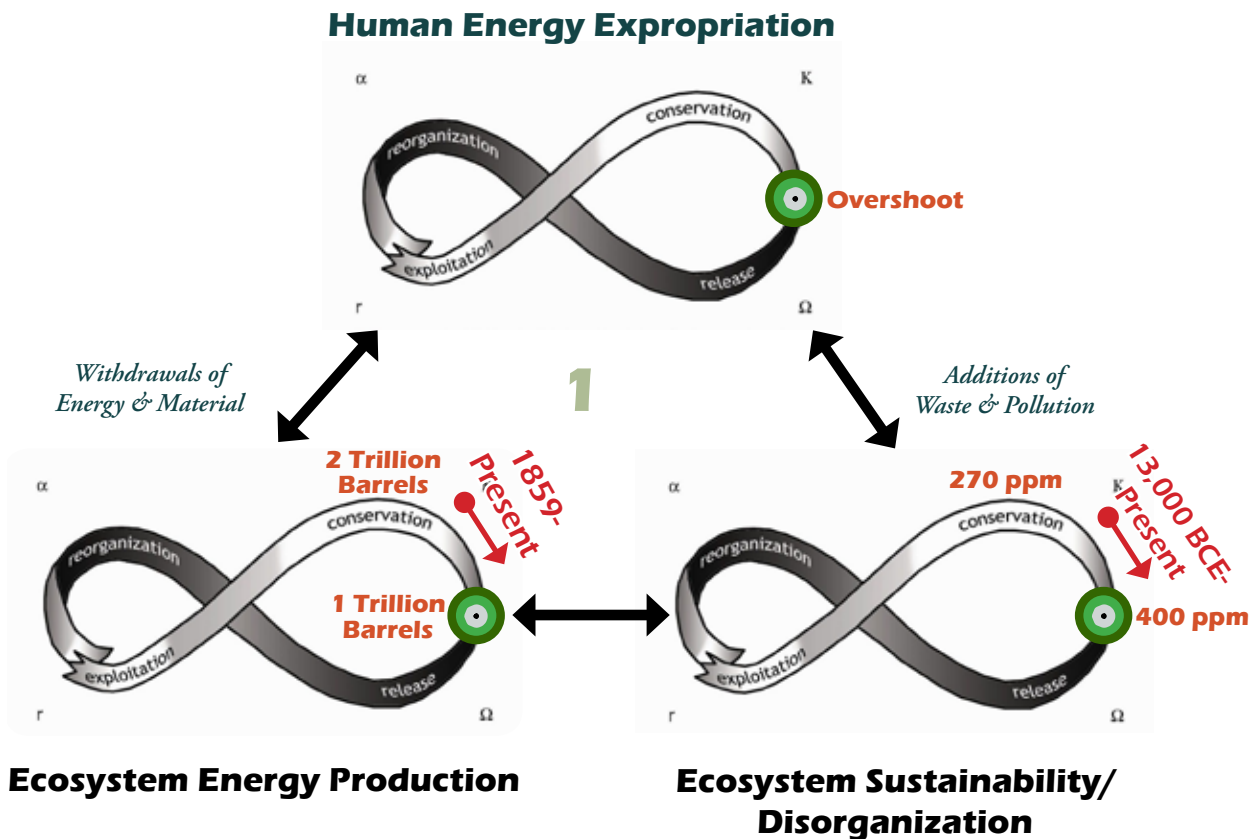 Human Energy Expropriation
α
K
conservation
reorganization
Overshoot
exploitation
release
r
Ω
Withdrawals of
Energy & Material
1
Additions of
Waste & Pollution
2 Trillion
Barrels
1859-
Present
α
conservation
reorganization
1 Trillion
Barrels
exploitation
release
r
Ω
Ecosystem Energy Production
270 ppm
13,000 BCE-
Present
α
K
conservation
reorganization
400 ppm
exploitation
release
r
Ω
Ecosystem Sustainability/
Disorganization